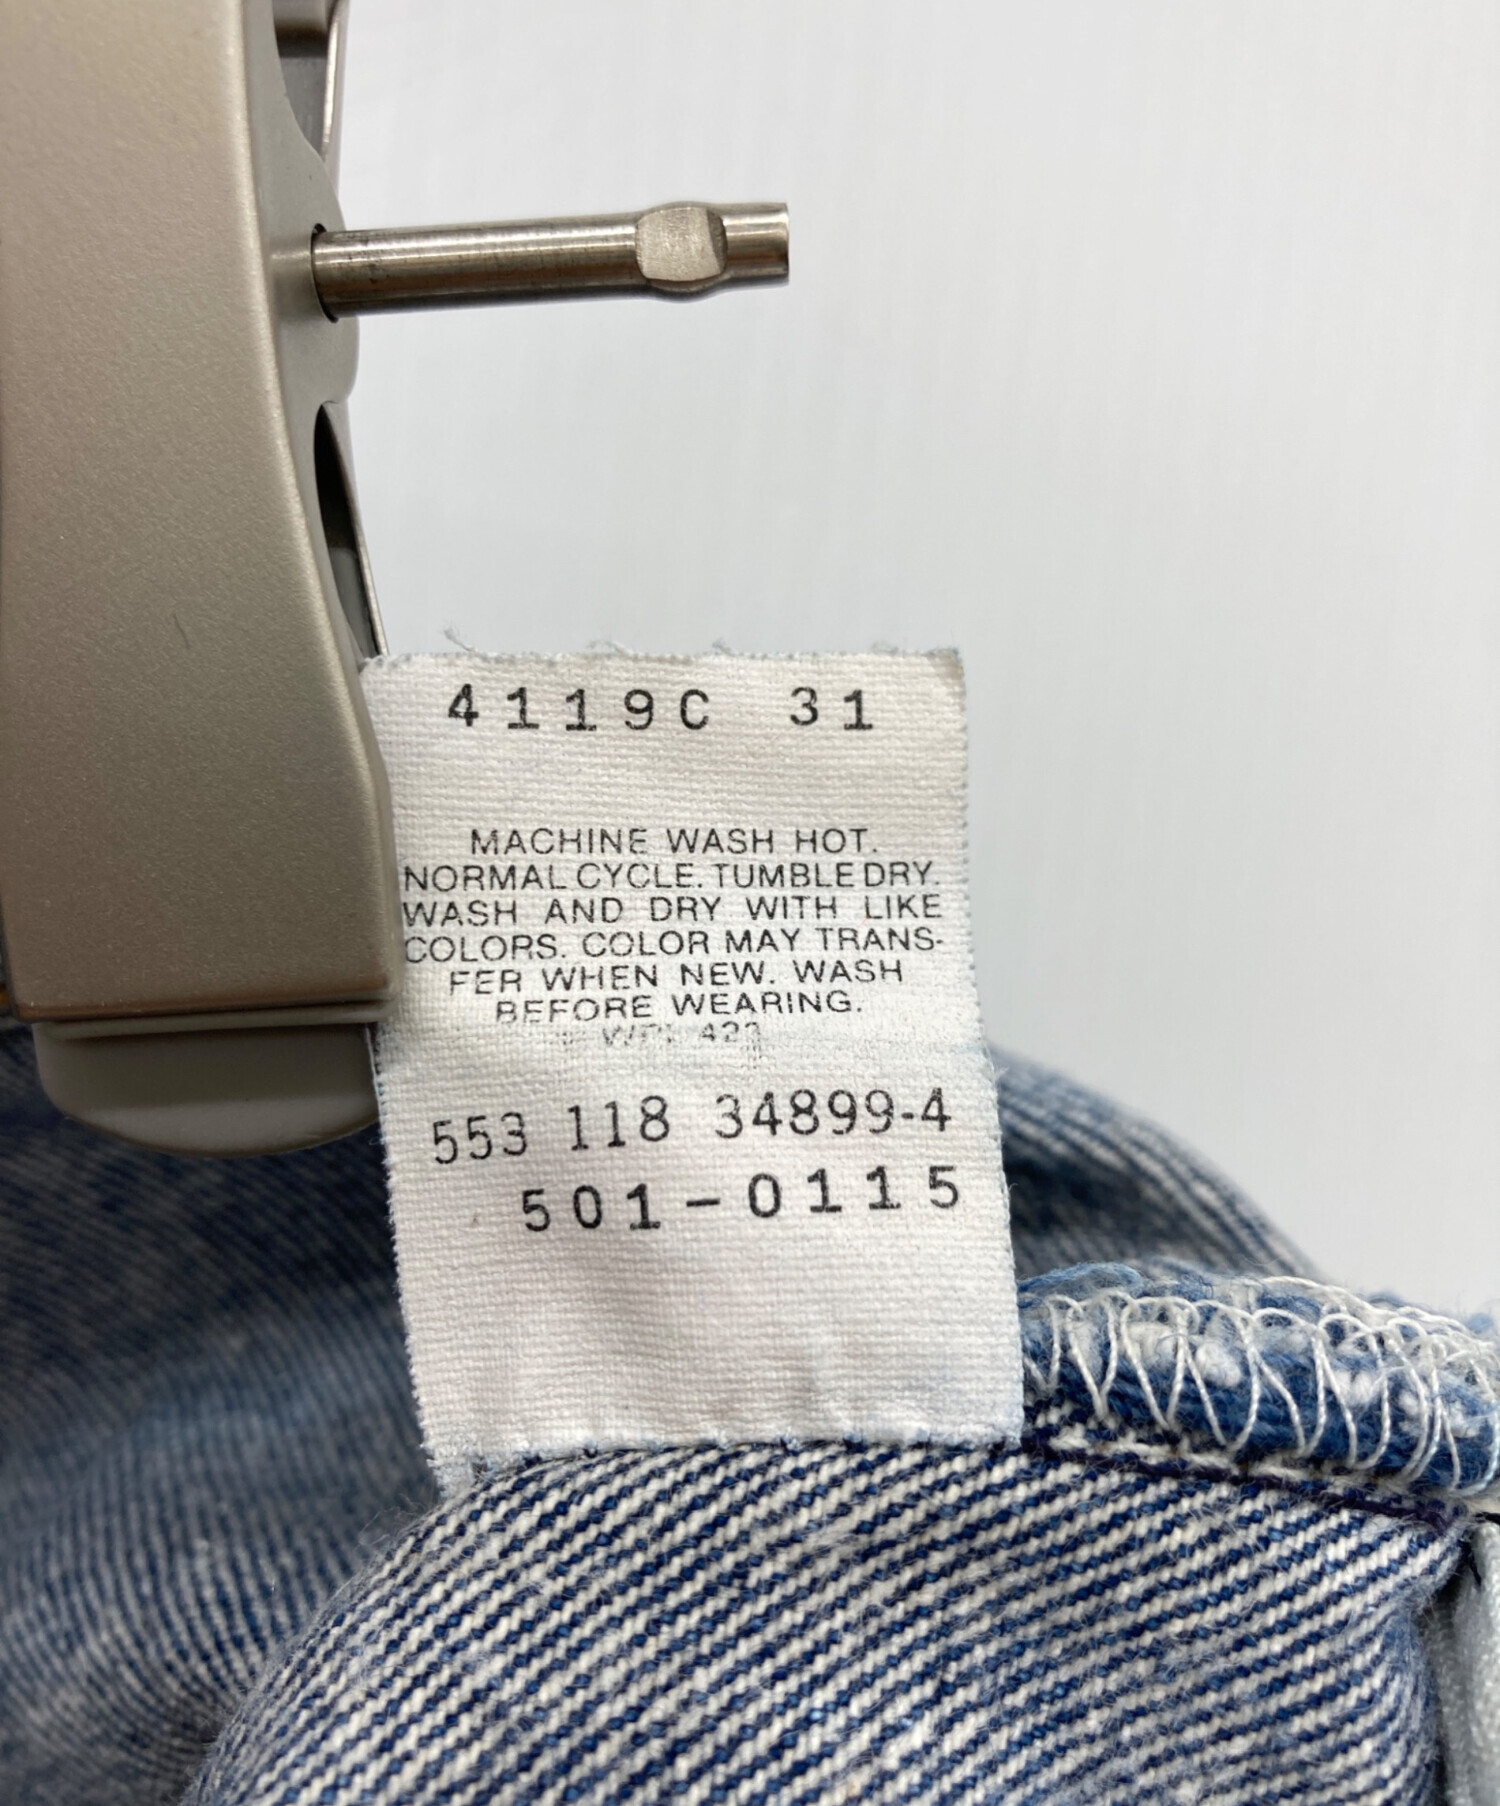 4119C 31
MACHINE WASH HOT.
NORMAL CYCLE. TUMBLE DRY.
WASH AND DRY WITH LIKE
COLORS. COLOR MAY TRANS-
FER WHEN NEW. WASH
BEFORE WEARING.
553 118 34899-4
501-0115